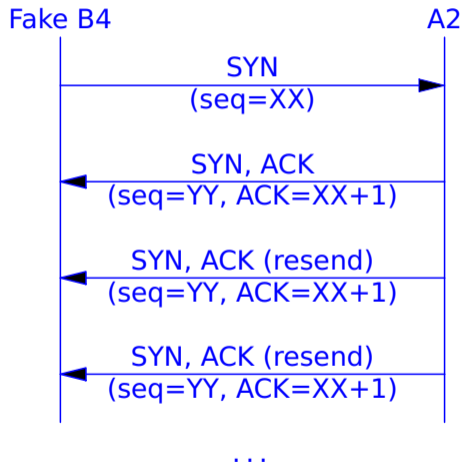 Fake B4 A2
SYN
(seq=XX)
SYN, ACK
(seq=YY, ACK=XX+1)
SYN, ACK (resend)
(seq=YY, ACK=XX+1)
SYN, ACK (resend)
(seq=YY, ACK=XX+1)
...